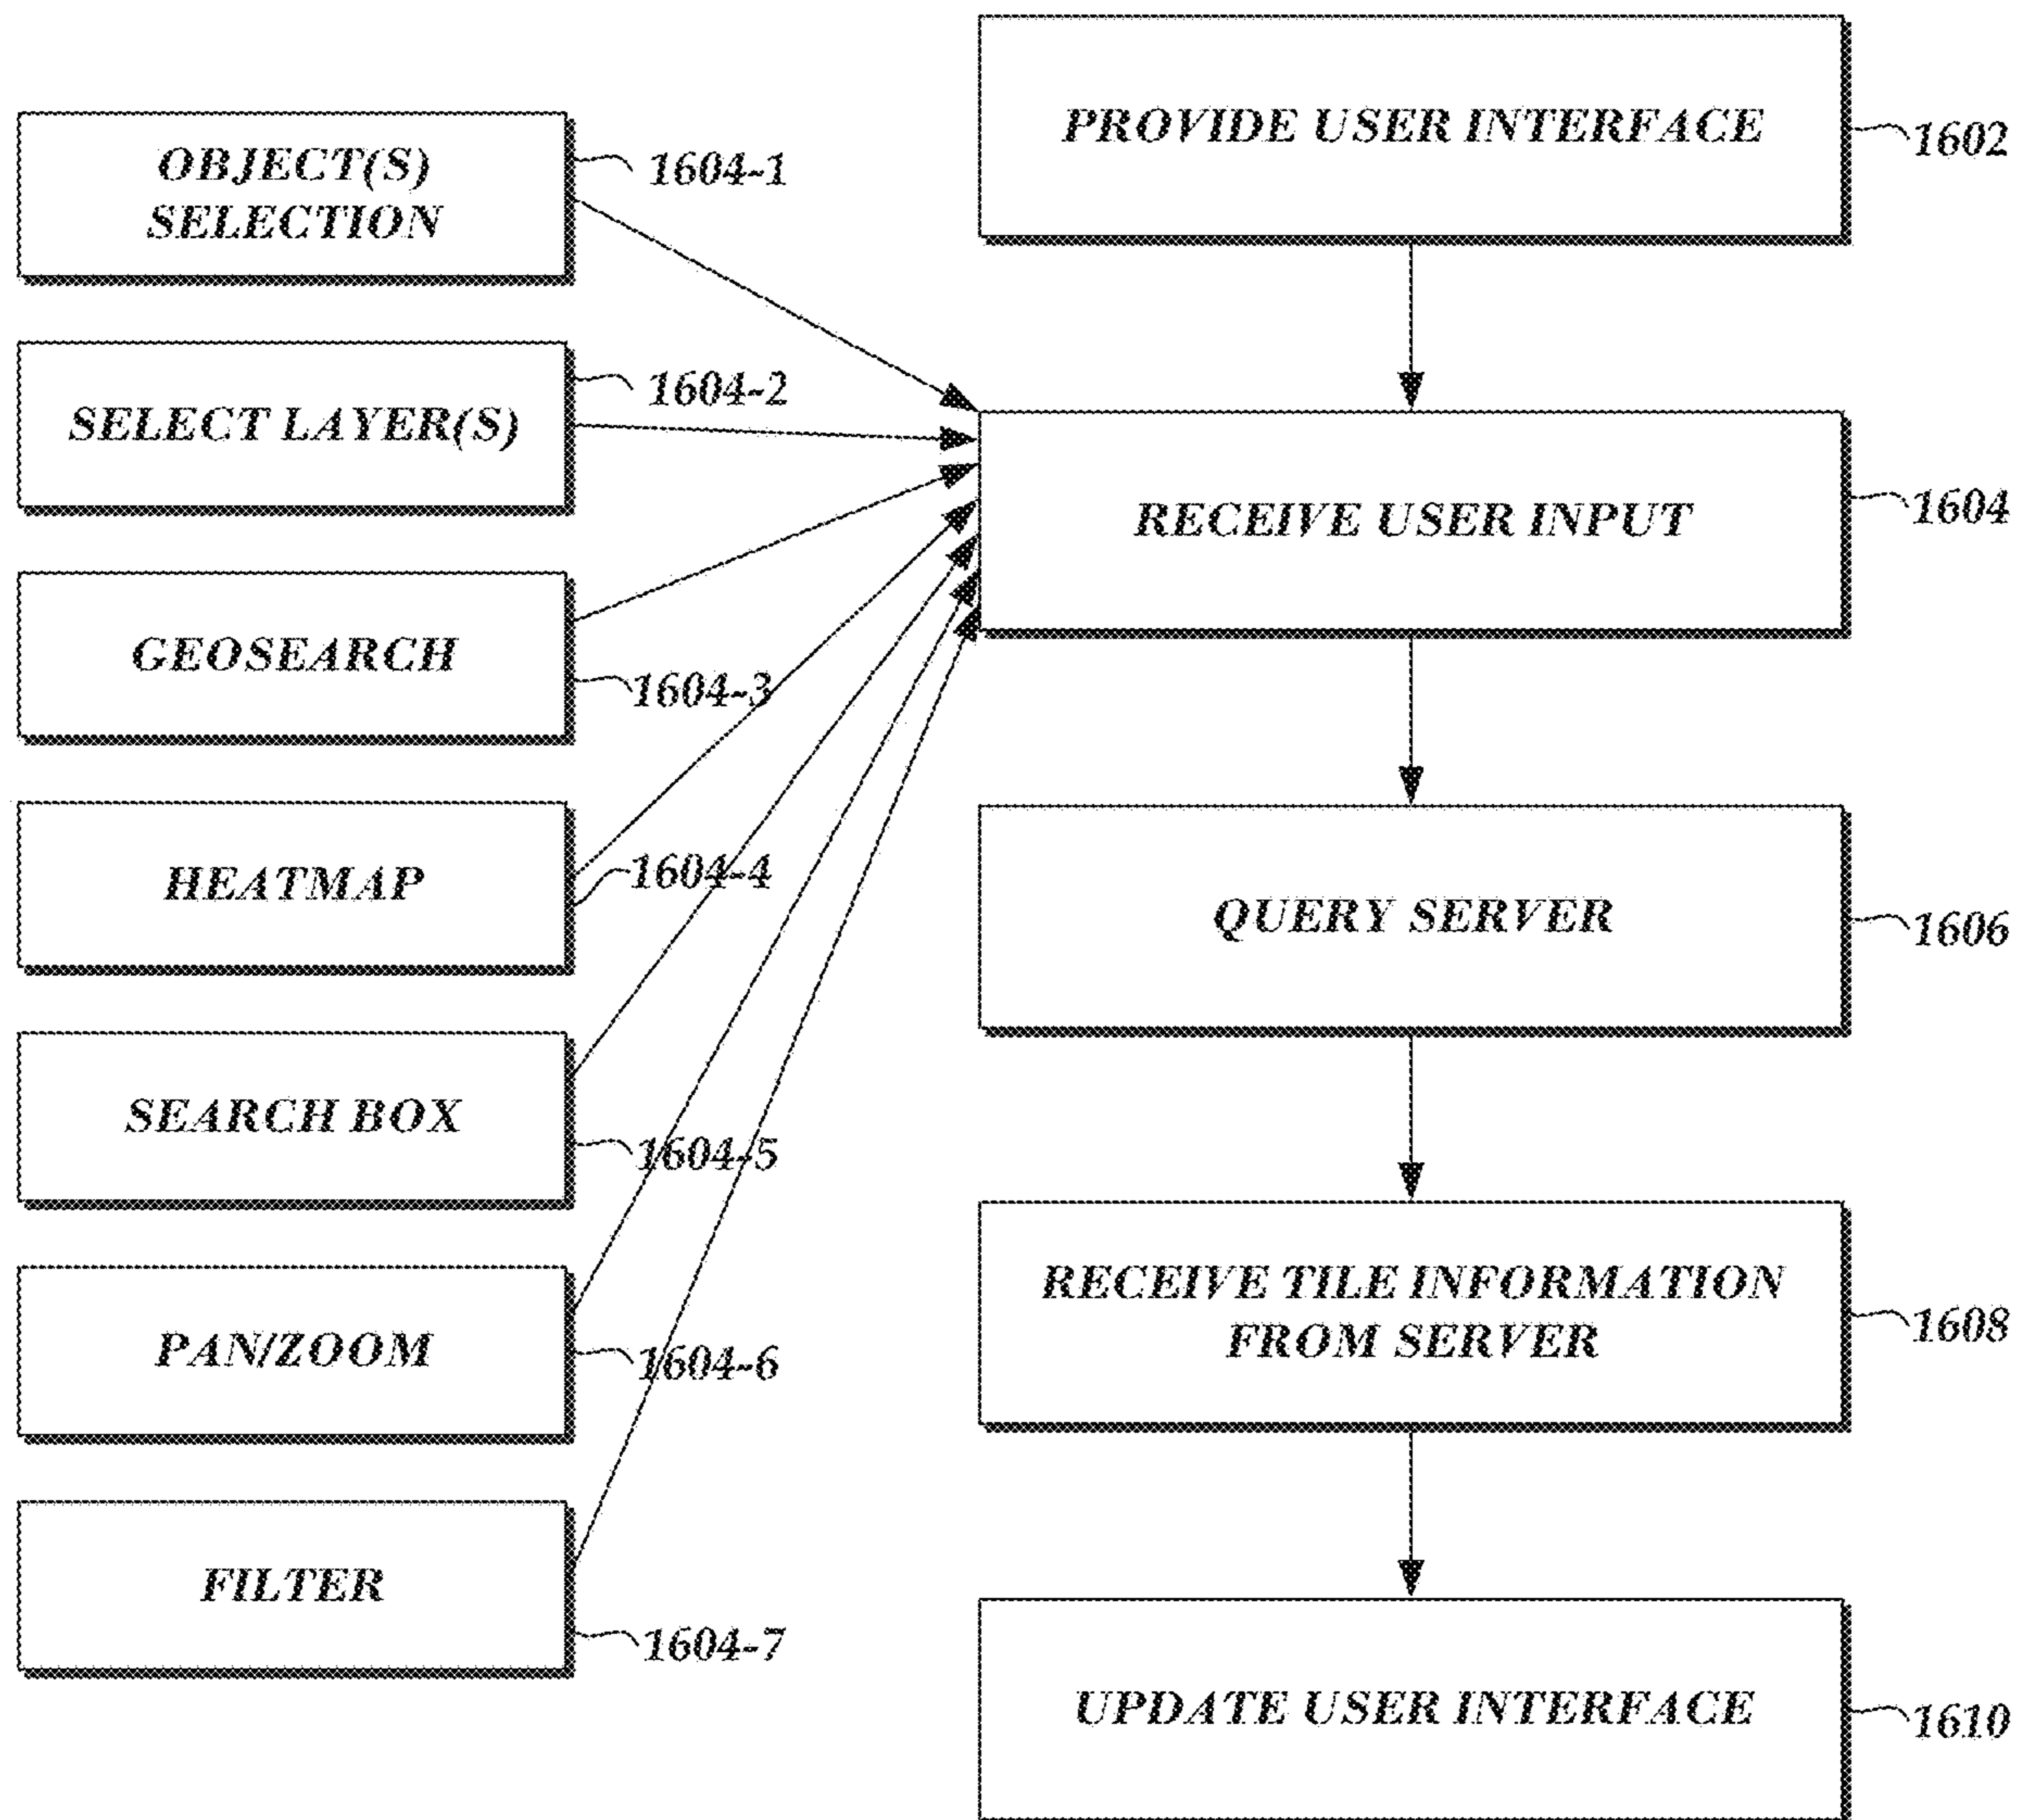 PROVIDE USER INTERFACE
1602
OBJECT(S)
SELECTION
1604-1
SELECT LAYER(S)
1604-2
GEOSEARCH
1604-3
HEATMAP
1604-4
SEARCH BOX
1604-5
PAN/ZOOM
1604-6
FILTER
1604-7
RECEIVE USER INPUT
1604
QUERY SERVER
1606
RECEIVE TILE INFORMATION
FROM SERVER
1608
UPDATE USER INTERFACE
1610